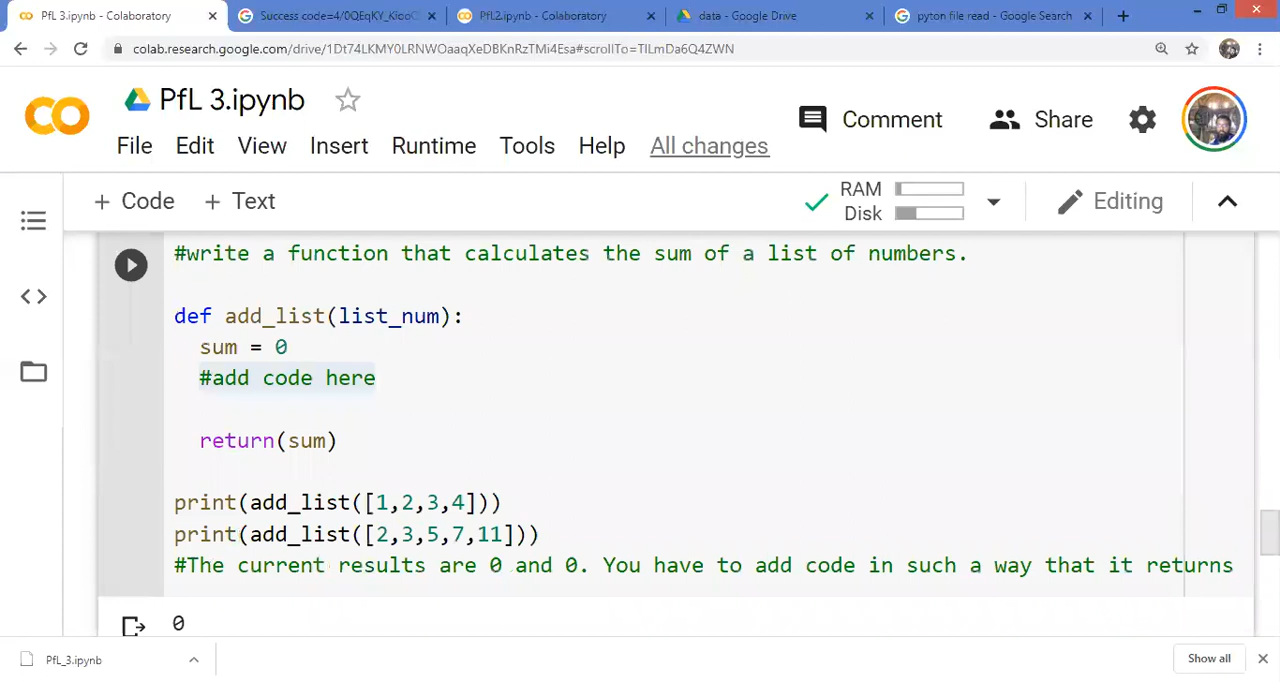 PfL 3.ipynb - Colaboratory
Success code=4/0QEqKY_
PfL2.ipynb - Colaboratory
data - Google Drive
pyton file read - Google Search
colab.research.google.com/drive/1Dt74LKMY0LRNWOaaqXeDBKnRzTMi4Esa#scrollTo=TlLmDa6Q4ZWN
PfL 3.ipynb
Comment
Share
File Edit View Insert Runtime Tools Help All changes
+ Code + Text
RAM
Disk
Editing
#write a function that calculates the sum of a list of numbers.
def add_list(list_num):
sum = 0
#add code here
return(sum)
print(add_list([1,2,3,4]))
print(add_list([2,3,5,7,11]))
#The current results are 0 and 0. You have to add code in such a way that it returns
0
PfL_3.ipynb
Show all